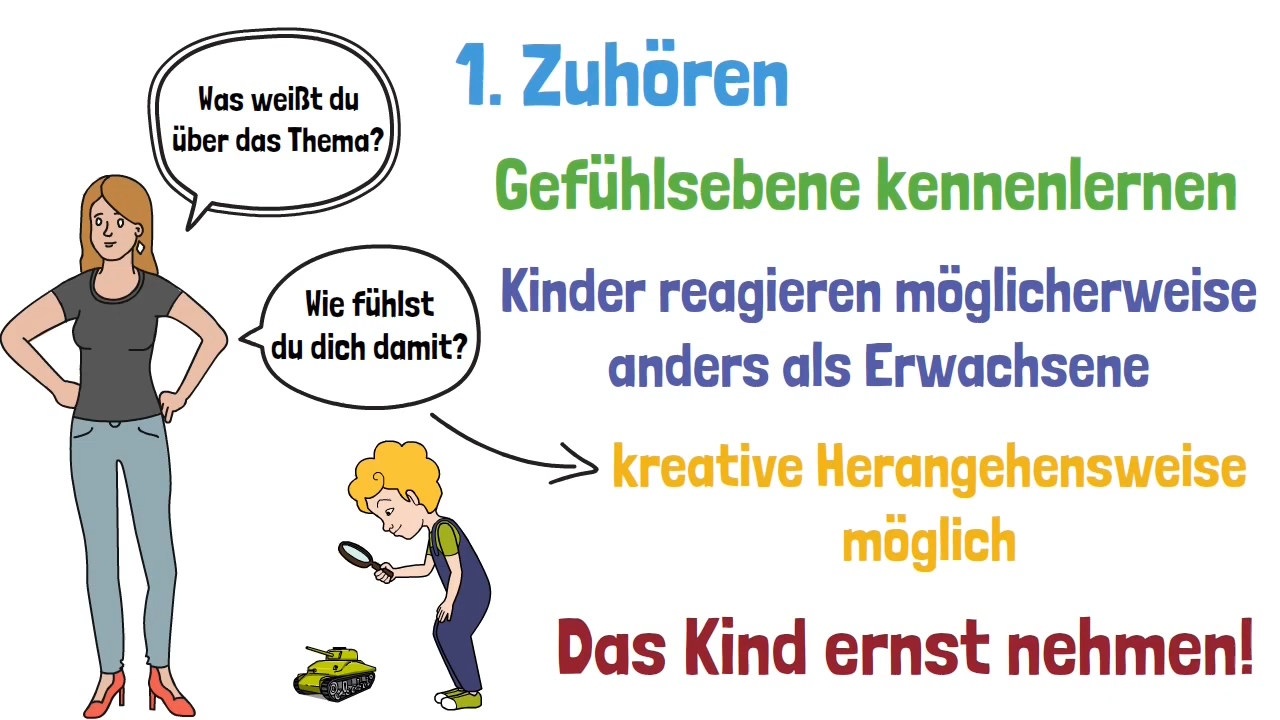 Was weißt du
über das Thema?
Wie fühlst
du dich damit?
1. Zuhören
Gefühlsebene kennenlernen
Kinder reagieren möglicherweise
anders als Erwachsene
kreative Herangehensweise
möglich
Das Kind ernst nehmen!